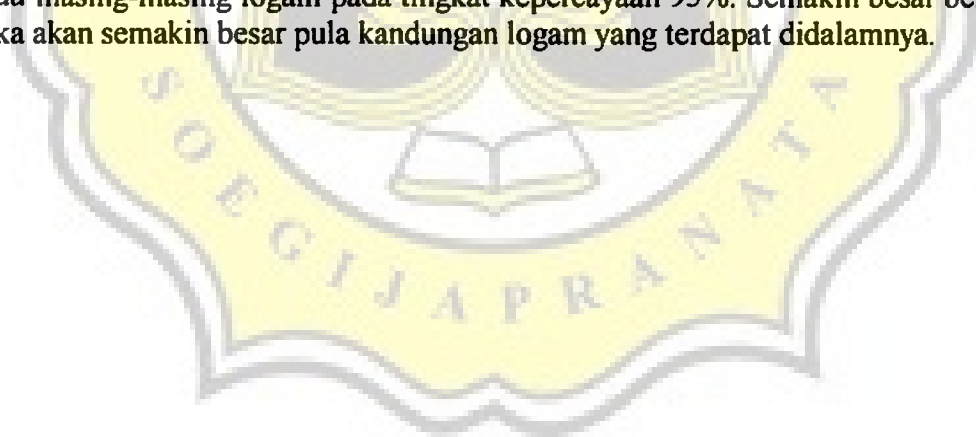 masing-masing logam pada tingkat kepercayaan 95%. Semakin besar
akan semakin besar pula kandungan logam yang terdapat didalamnya.
SOEGIJAPRANATA